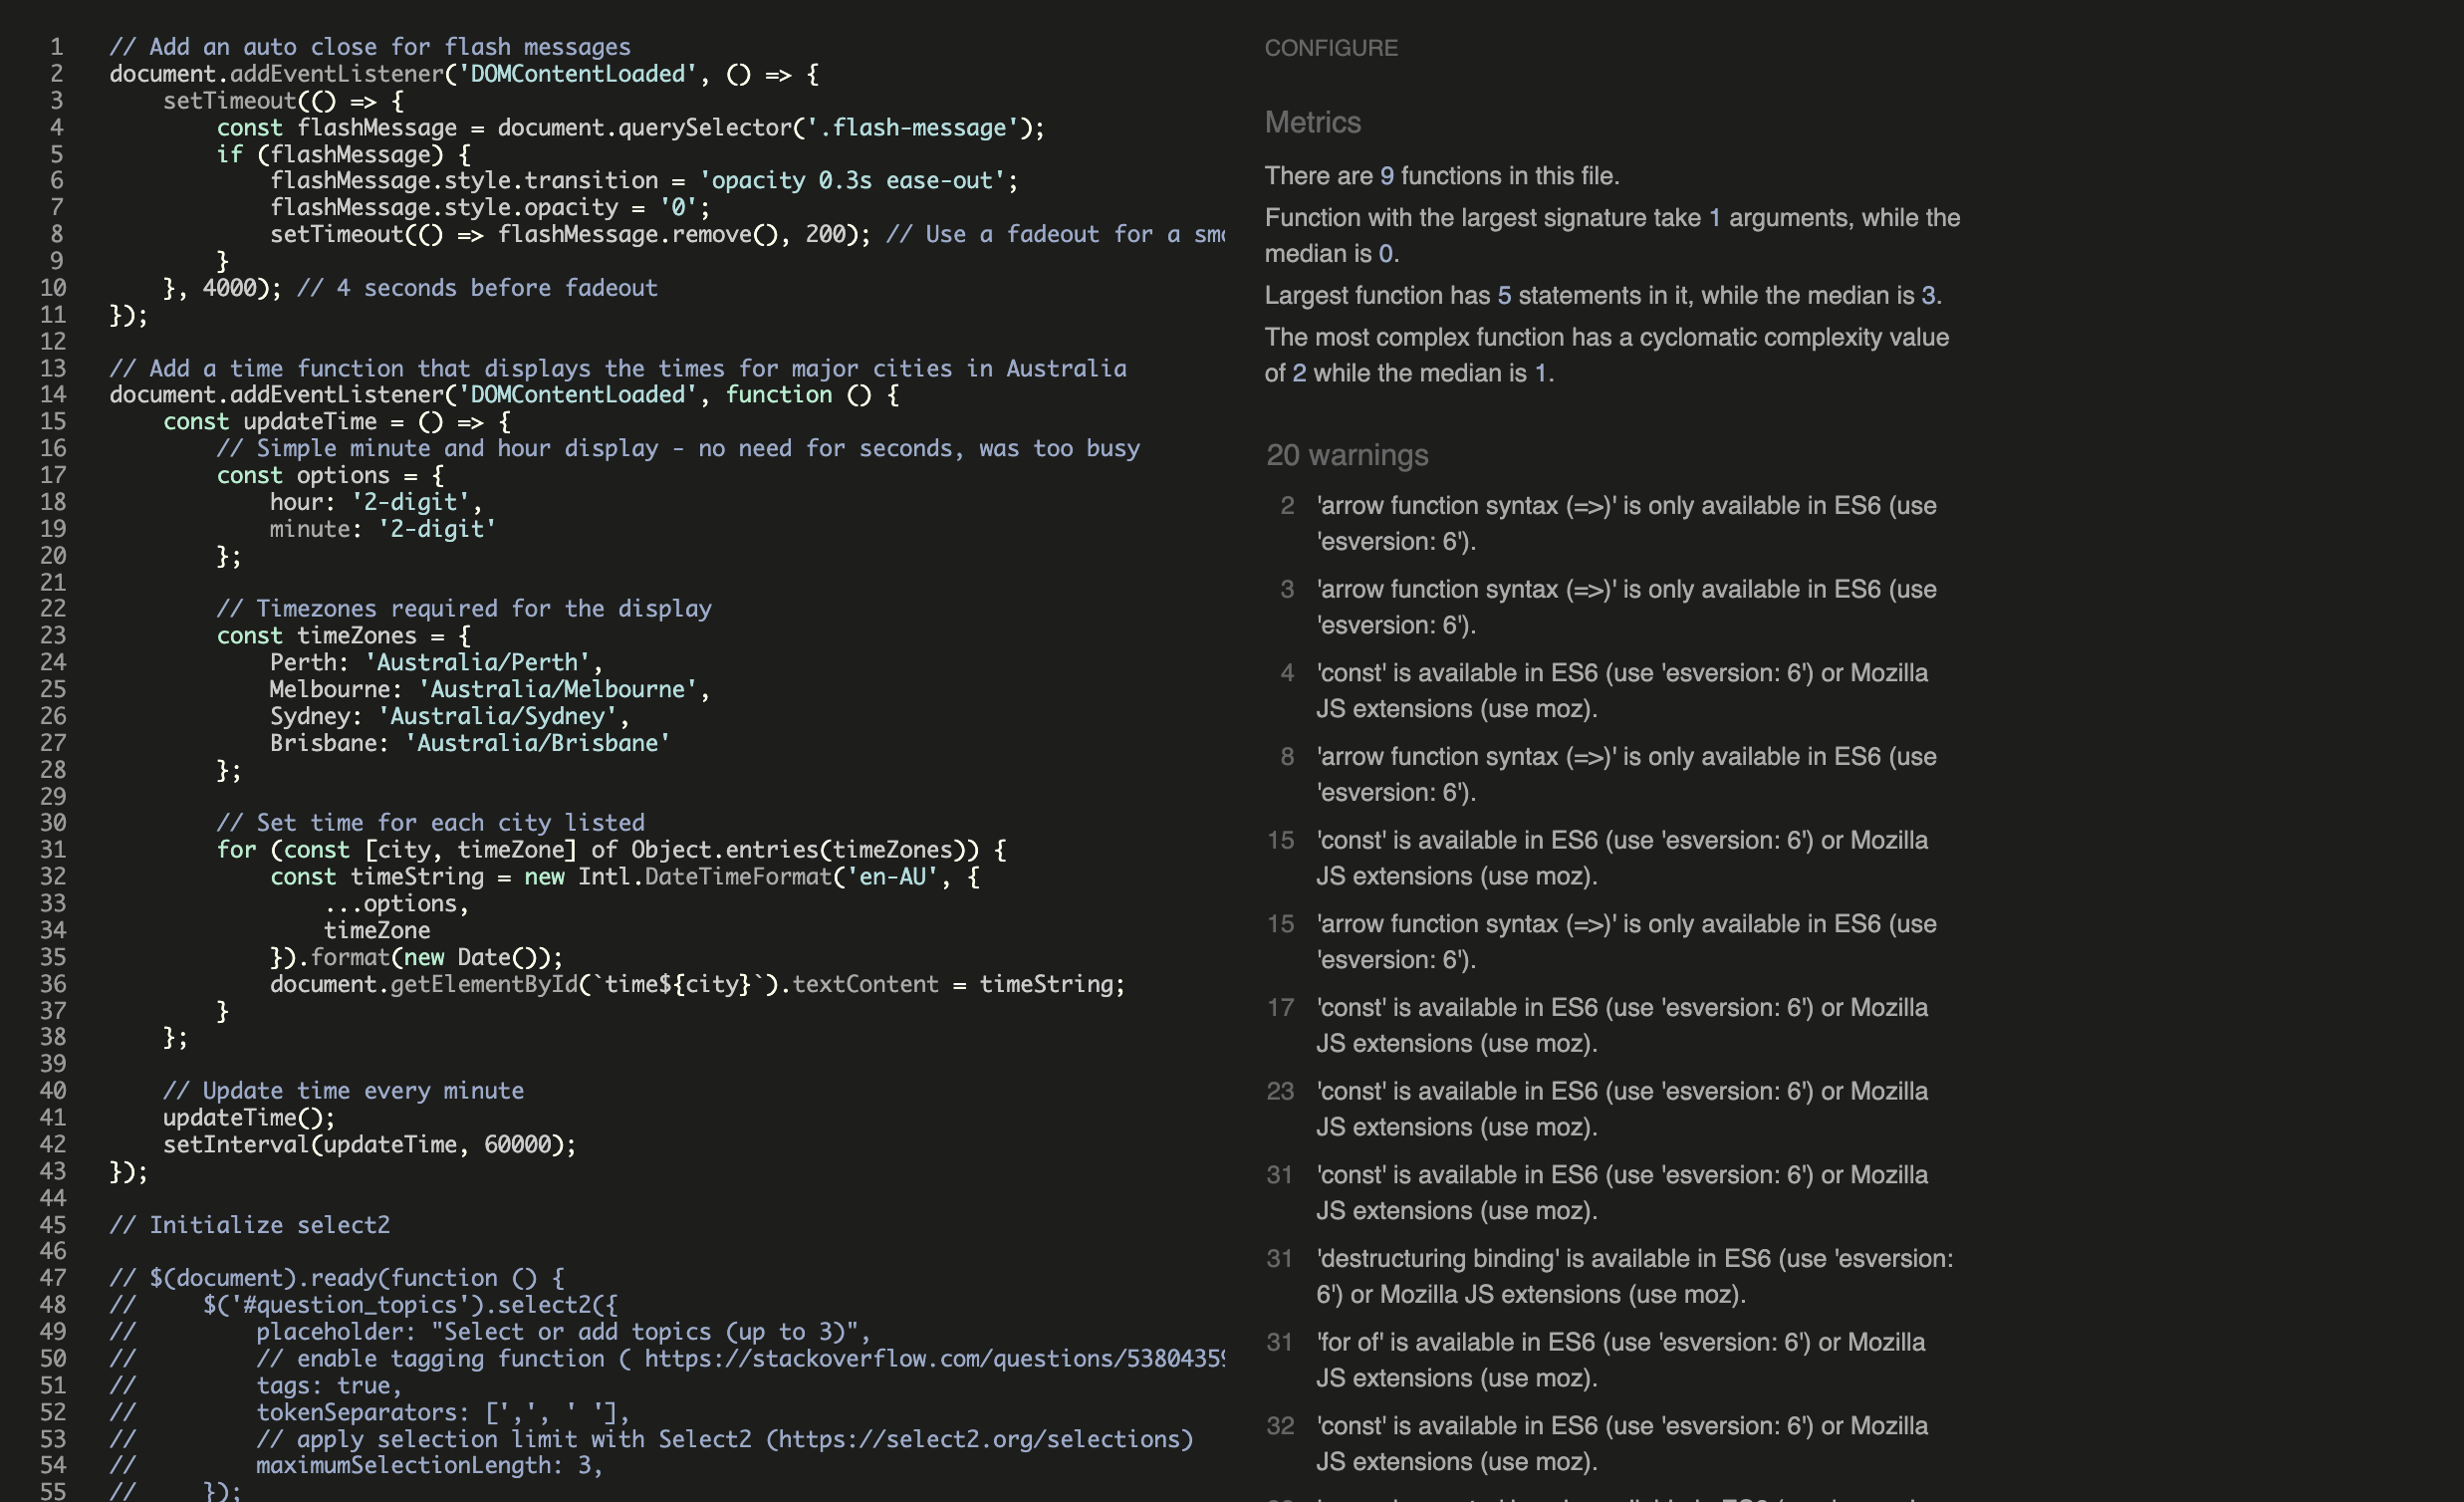 1 // Add an auto close for flash messages
2 document.addEventListener('DOMContentLoaded', () => {
3 setTimeout(() => {
4 const flashMessage = document.querySelector('.flash-message');
5 if (flashMessage) {
6 flashMessage.style.transition = 'opacity 0.3s ease-out';
7 flashMessage.style.opacity = '0';
8 setTimeout(() => flashMessage.remove(), 200); // Use a fadeout for a
9 }
10 }, 4000); // 4 seconds before fadeout
11 });
12
13 // Add a time function that displays the times for major cities in Australia
14 document.addEventListener('DOMContentLoaded', function () {
15 const updateTime = () => {
16 // Simple minute and hour display - no need for seconds, was too busy
17 const options = {
18 hour: '2-digit',
19 minute: '2-digit'
20 };
21
22 // Timezones required for the display
23 const timeZones = {
24 Perth: 'Australia/Perth',
25 Melbourne: 'Australia/Melbourne',
26 Sydney: 'Australia/Sydney',
27 Brisbane: 'Australia/Brisbane'
28 };
29
30 // Set time for each city listed
31 for (const [city, timeZone] of Object.entries(timeZones)) {
32 const timeString = new Intl.DateTimeFormat('en-AU', {
33 ...options,
34 timeZone
35 }).format(new Date());
36 document.getElementById(`time${city}`).textContent = timeString;
37 }
38 };
39
40 // Update time every minute
41 updateTime();
42 setInterval(updateTime, 60000);
43 });
44
45 // Initialize select2
46
47 // $(document).ready(function () {
48 // $('#question_topics').select2({
49 // placeholder: "Select or add topics (up to 3)",
50 // // enable tagging function ( https://stackoverflow.com/questions/53804359
51 // tags: true,
52 // tokenSeparators: [',', ' '],
53 // // apply selection limit with Select2 (https://select2.org/selections)
54 // maximumSelectionLength: 3,
55 // });
CONFIGURE
Metrics
There are 9 functions in this file.
Function with the largest signature take 1 arguments, while the
median is 0.
Largest function has 5 statements in it, while the median is 3.
The most complex function has a cyclomatic complexity value
of 2 while the median is 1.
20 warnings
2 'arrow function syntax (=>)' is only available in ES6 (use
'esversion: 6').
3 'arrow function syntax (=>)' is only available in ES6 (use
'esversion: 6').
4 'const' is available in ES6 (use 'esversion: 6') or Mozilla
JS extensions (use moz).
8 'arrow function syntax (=>)' is only available in ES6 (use
'esversion: 6').
15 'const' is available in ES6 (use 'esversion: 6') or Mozilla
JS extensions (use moz).
15 'arrow function syntax (=>)' is only available in ES6 (use
'esversion: 6').
17 'const' is available in ES6 (use 'esversion: 6') or Mozilla
JS extensions (use moz).
23 'const' is available in ES6 (use 'esversion: 6') or Mozilla
JS extensions (use moz).
31 'const' is available in ES6 (use 'esversion: 6') or Mozilla
JS extensions (use moz).
31 'destructuring binding' is available in ES6 (use 'esversion:
6') or Mozilla JS extensions (use moz).
31 'for of' is available in ES6 (use 'esversion: 6') or Mozilla
JS extensions (use moz).
32 'const' is available in ES6 (use 'esversion: 6') or Mozilla
JS extensions (use moz).